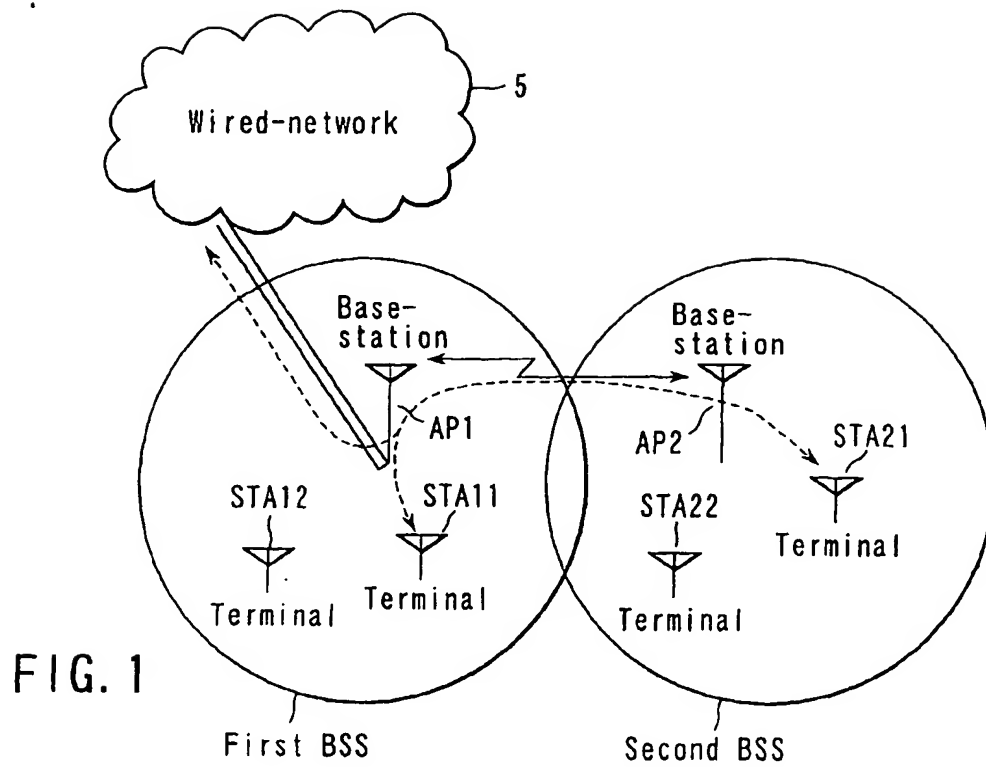 5
Wired-network
Base-
station
Base-
station
AP1
AP2
STA21
STA12
STA11
STA22
Terminal
Terminal
Terminal
Terminal
FIG. 1
First BSS
Second BSS